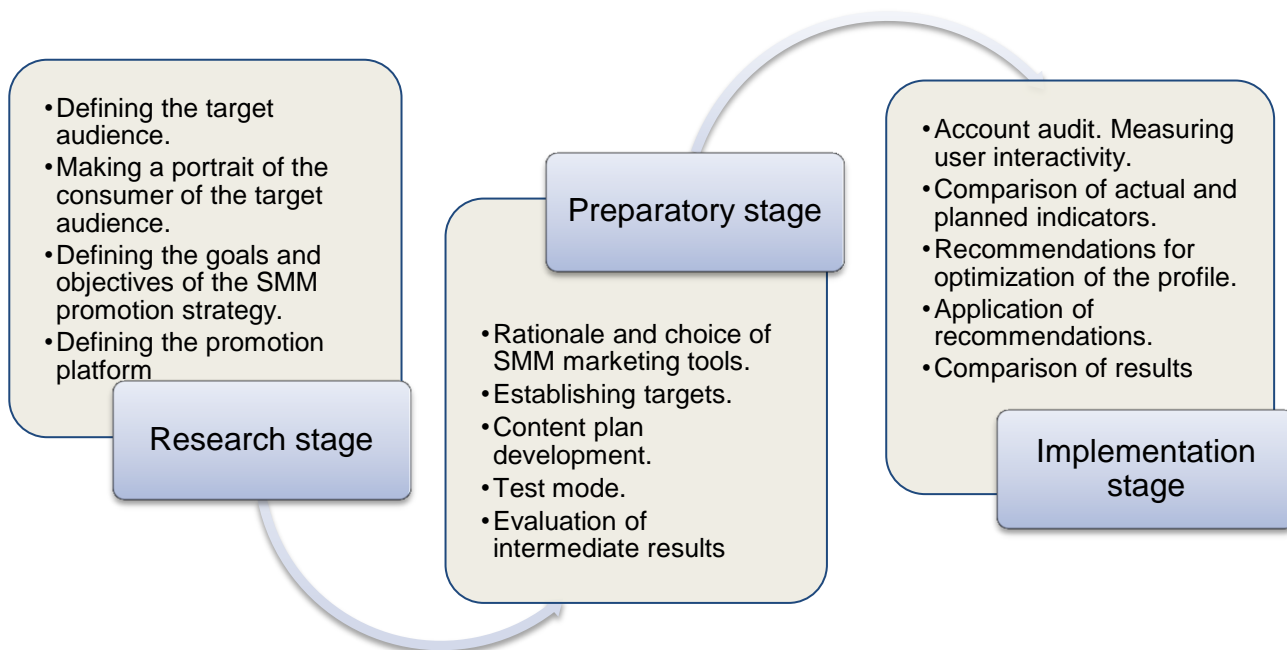 •Defining the target
audience.
•Making a portrait of the
consumer of the target
audience.
•Defining the goals and
objectives of the SMM
promotion strategy.
•Defining the promotion
platform
Research stage
Preparatory stage
•Rationale and choice of
SMM marketing tools.
•Establishing targets.
•Content plan
development.
•Test mode.
•Evaluation of
intermediate results
•Account audit. Measuring
user interactivity.
•Comparison of actual and
planned indicators.
•Recommendations for
optimization of the profile.
•Application of
recommendations.
•Comparison of results
Implementation
stage